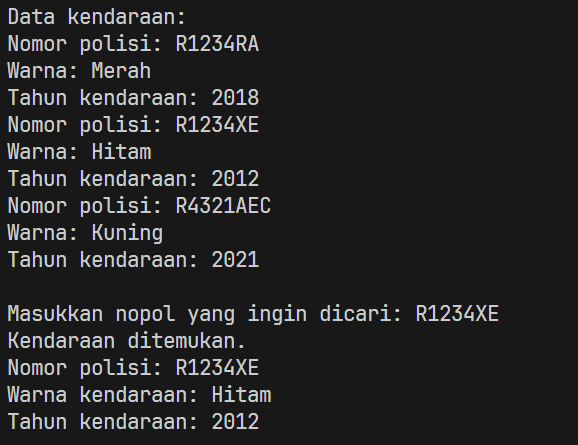 Data kendaraan:
Nomor polisi: R1234RA
Warna: Merah
Tahun kendaraan: 2018
Nomor polisi: R1234XE
Warna: Hitam
Tahun kendaraan: 2012
Nomor polisi: R4321AEC
Warna: Kuning
Tahun kendaraan: 2021

Masukkan nopol yang ingin dicari: R1234XE
Kendaraan ditemukan.
Nomor polisi: R1234XE
Warna kendaraan: Hitam
Tahun kendaraan: 2012